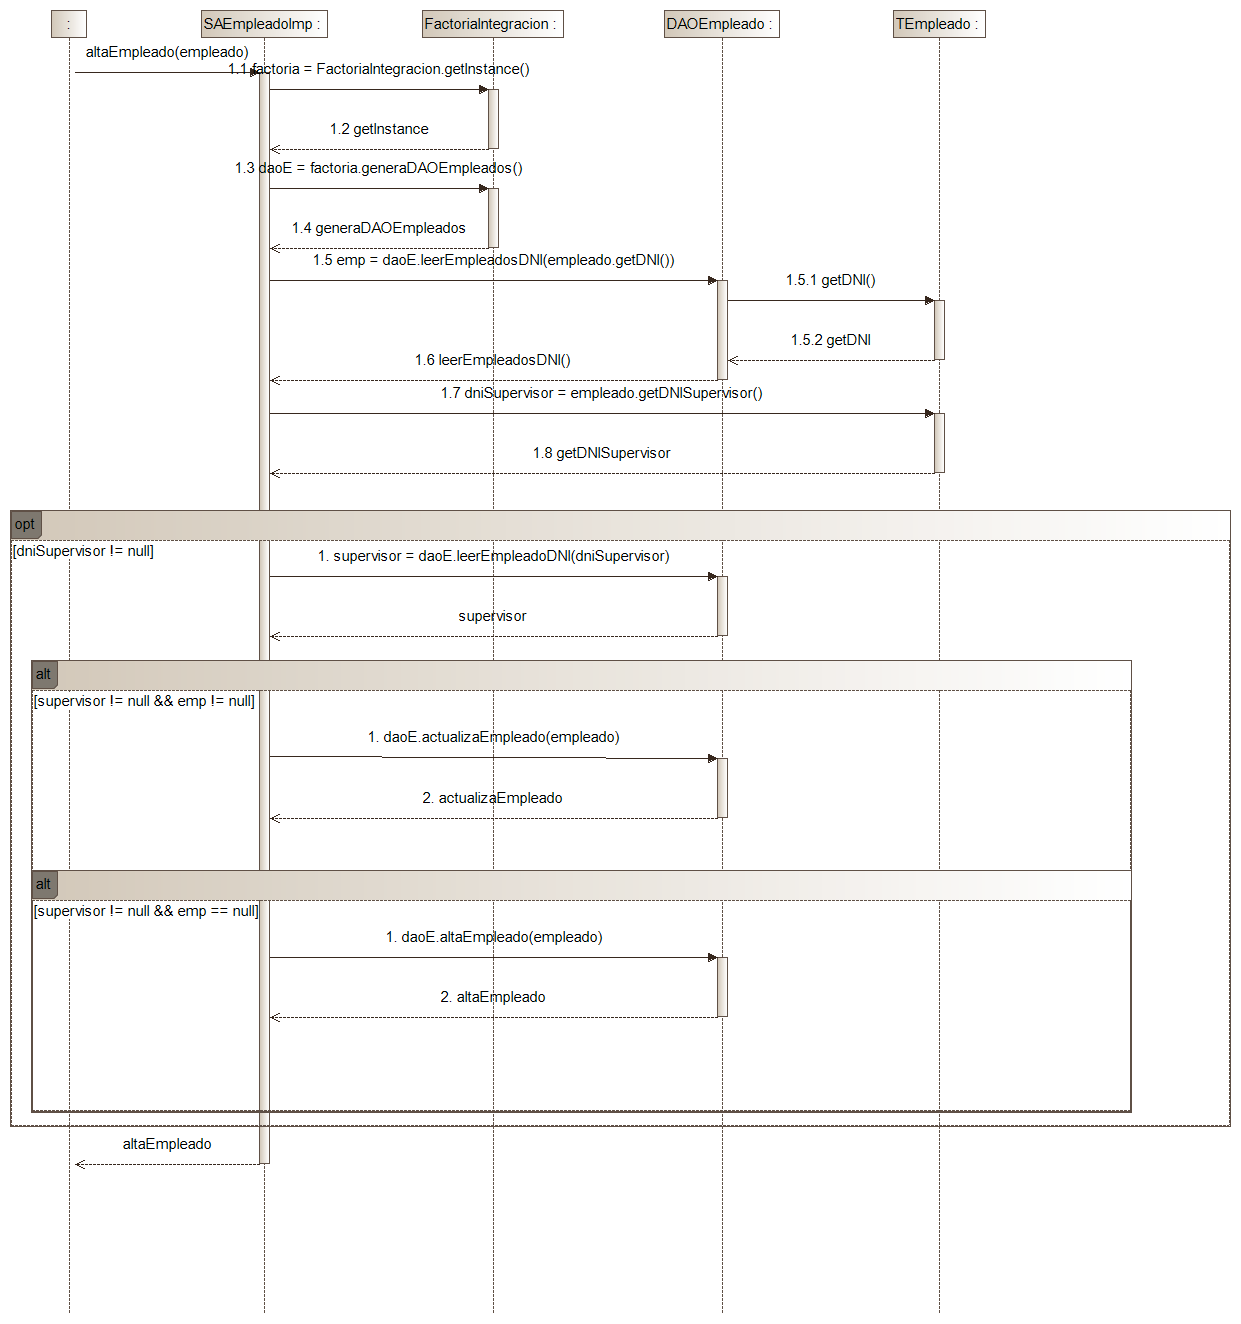 :
SAEmpleadoImp :
FactoriaIntegracion :
DAOEmpleado :
TEmpleado :
altaEmpleado(empleado)
1.1 factoria = FactoriaIntegracion.getInstance()
1.2 getInstance
1.3 daoE = factoria.generaDAOEmpleados()
1.4 generaDAOEmpleados
1.5 emp = daoE.leerEmpleadosDNI(empleado.getDNI())
1.5.1 getDNI()
1.5.2 getDNI
1.6 leerEmpleadosDNI()
1.7 dniSupervisor = empleado.getDNISupervisor()
1.8 getDNISupervisor
opt
[dniSupervisor != null]
1. supervisor = daoE.leerEmpleadoDNI(dniSupervisor)
supervisor
alt
[supervisor != null && emp != null]
1. daoE.actualizaEmpleado(empleado)
2. actualizaEmpleado
alt
[supervisor != null && emp == null]
1. daoE.altaEmpleado(empleado)
2. altaEmpleado
altaEmpleado